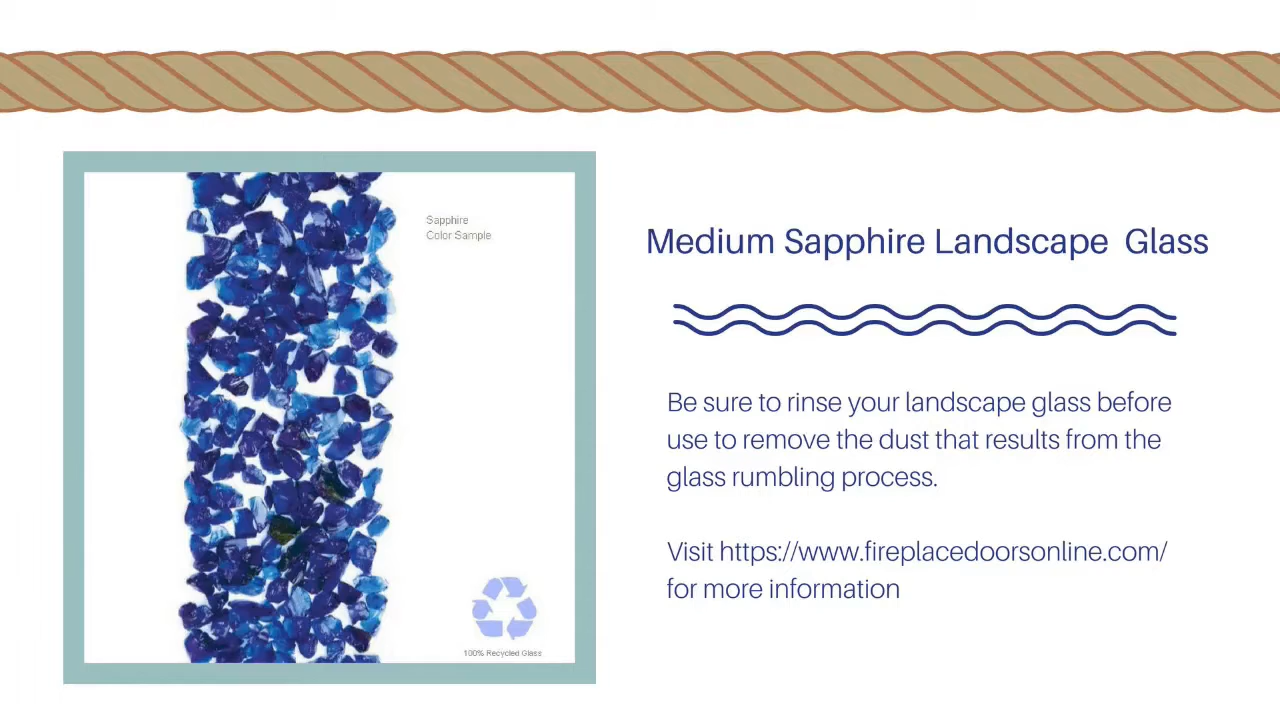 Sapphire
Color Sample
100% Recycled Glass
Medium Sapphire Landscape Glass
Be sure to rinse your landscape glass before
use to remove the dust that results from the
glass rumbling process.
Visit https://www.fireplacedoorsonline.com/
for more information